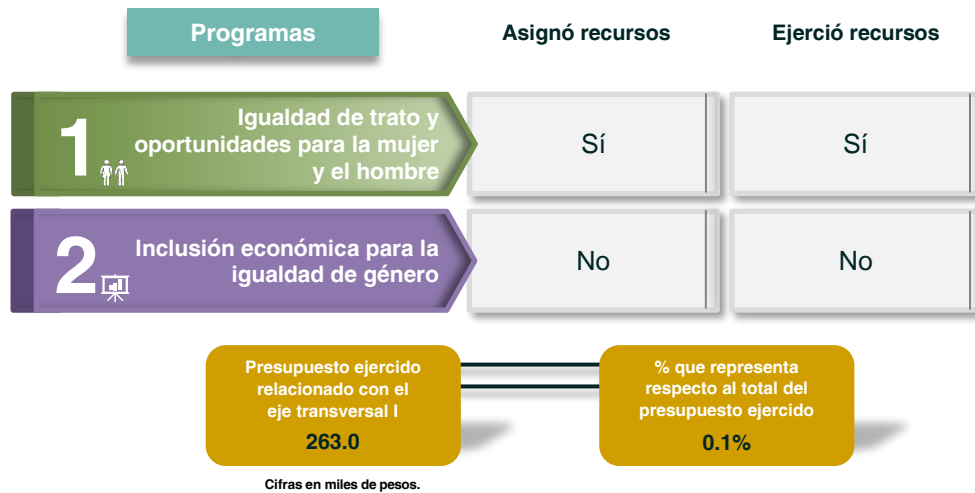 Programas
Asignó recursos
Ejerció recursos
1
Igualdad de trato y
oportunidades para la mujer
y el hombre
Sí
Sí
2
Inclusión económica para la
igualdad de género
No
No
Presupuesto ejercido
relacionado con el
eje transversal I
263.0
% que representa
respecto al total del
presupuesto ejercido
0.1%
Cifras en miles de pesos.